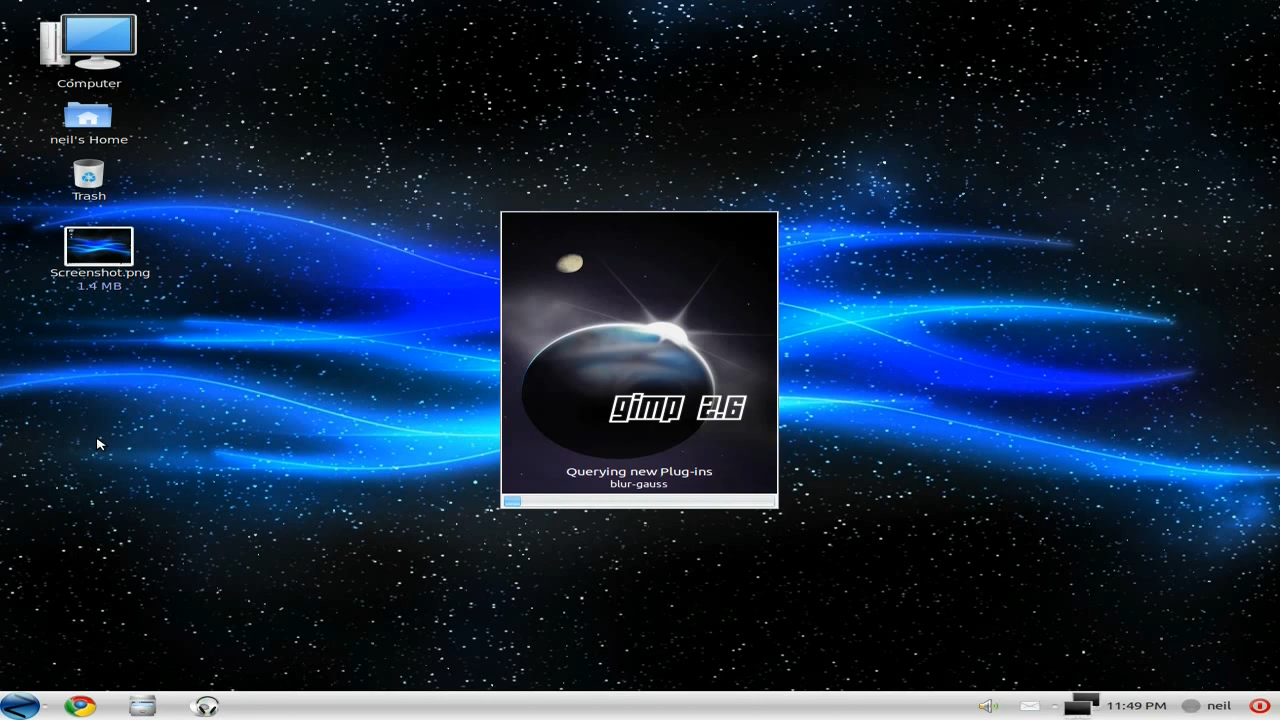 Computer
neil's Home
Trash
Screenshot.png
1.4 MB
gimp 2.6
Querying new Plug-ins
blur-gauss
11:49 PM
neil